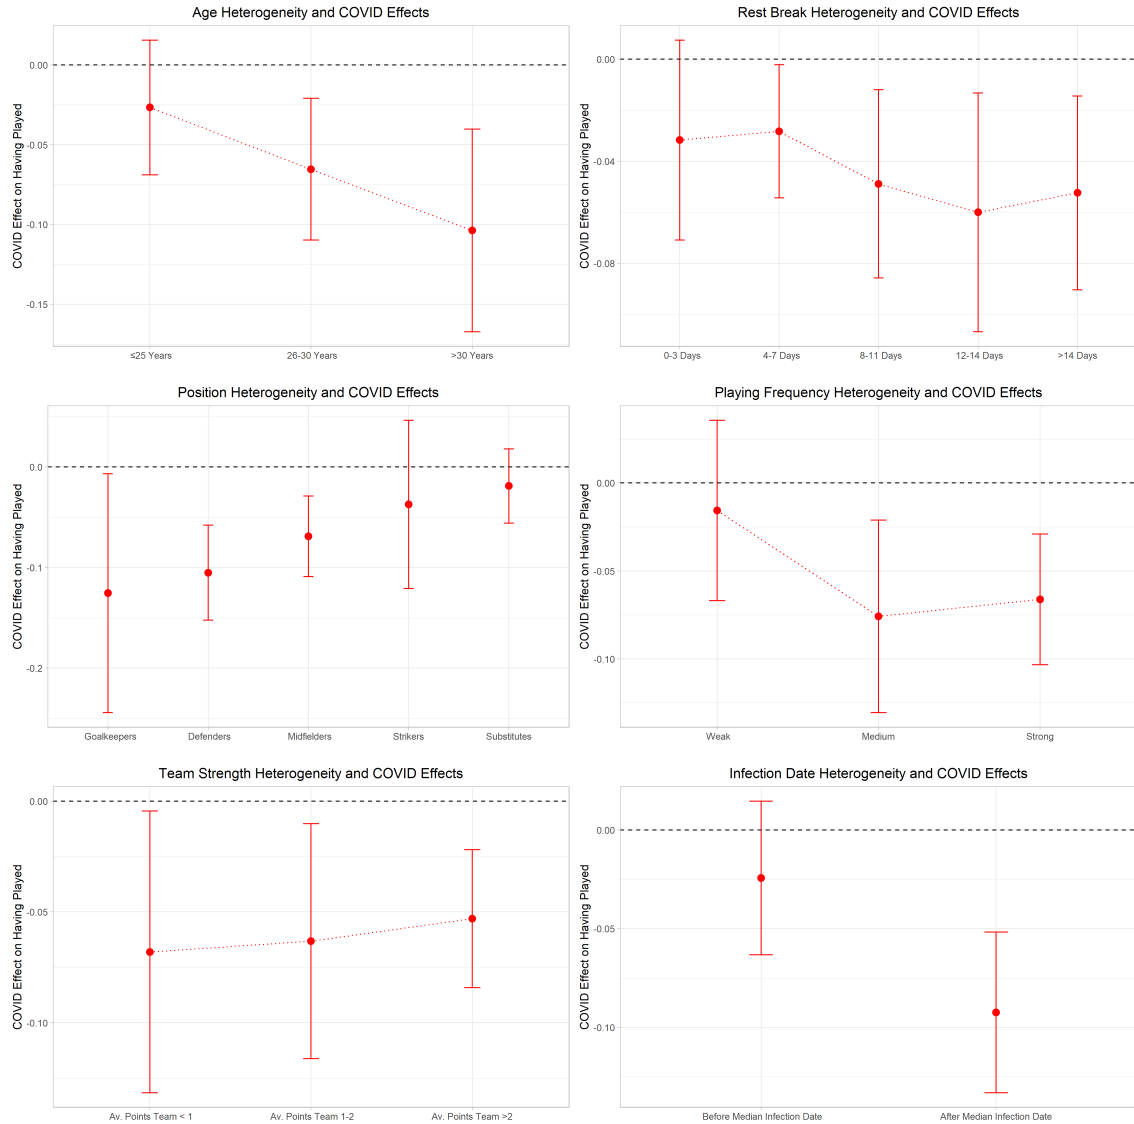 Age Heterogeneity and COVID Effects
COVID Effect on Having Played
0.00
-0.05
-0.10
-0.15
≤25 Years
26-30 Years
>30 Years
Rest Break Heterogeneity and COVID Effects
COVID Effect on Having Played
0.00
-0.04
-0.08
0-3 Days
4-7 Days
8-11 Days
12-14 Days
>14 Days
Position Heterogeneity and COVID Effects
COVID Effect on Having Played
0.0
-0.1
-0.2
Goalkeepers
Defenders
Midfielders
Strikers
Substitutes
Playing Frequency Heterogeneity and COVID Effects
COVID Effect on Having Played
0.00
-0.05
-0.10
Weak
Medium
Strong
Team Strength Heterogeneity and COVID Effects
COVID Effect on Having Played
0.00
-0.05
-0.10
Av. Points Team < 1
Av. Points Team 1-2
Av. Points Team >2
Infection Date Heterogeneity and COVID Effects
COVID Effect on Having Played
0.00
-0.05
-0.10
Before Median Infection Date
After Median Infection Date